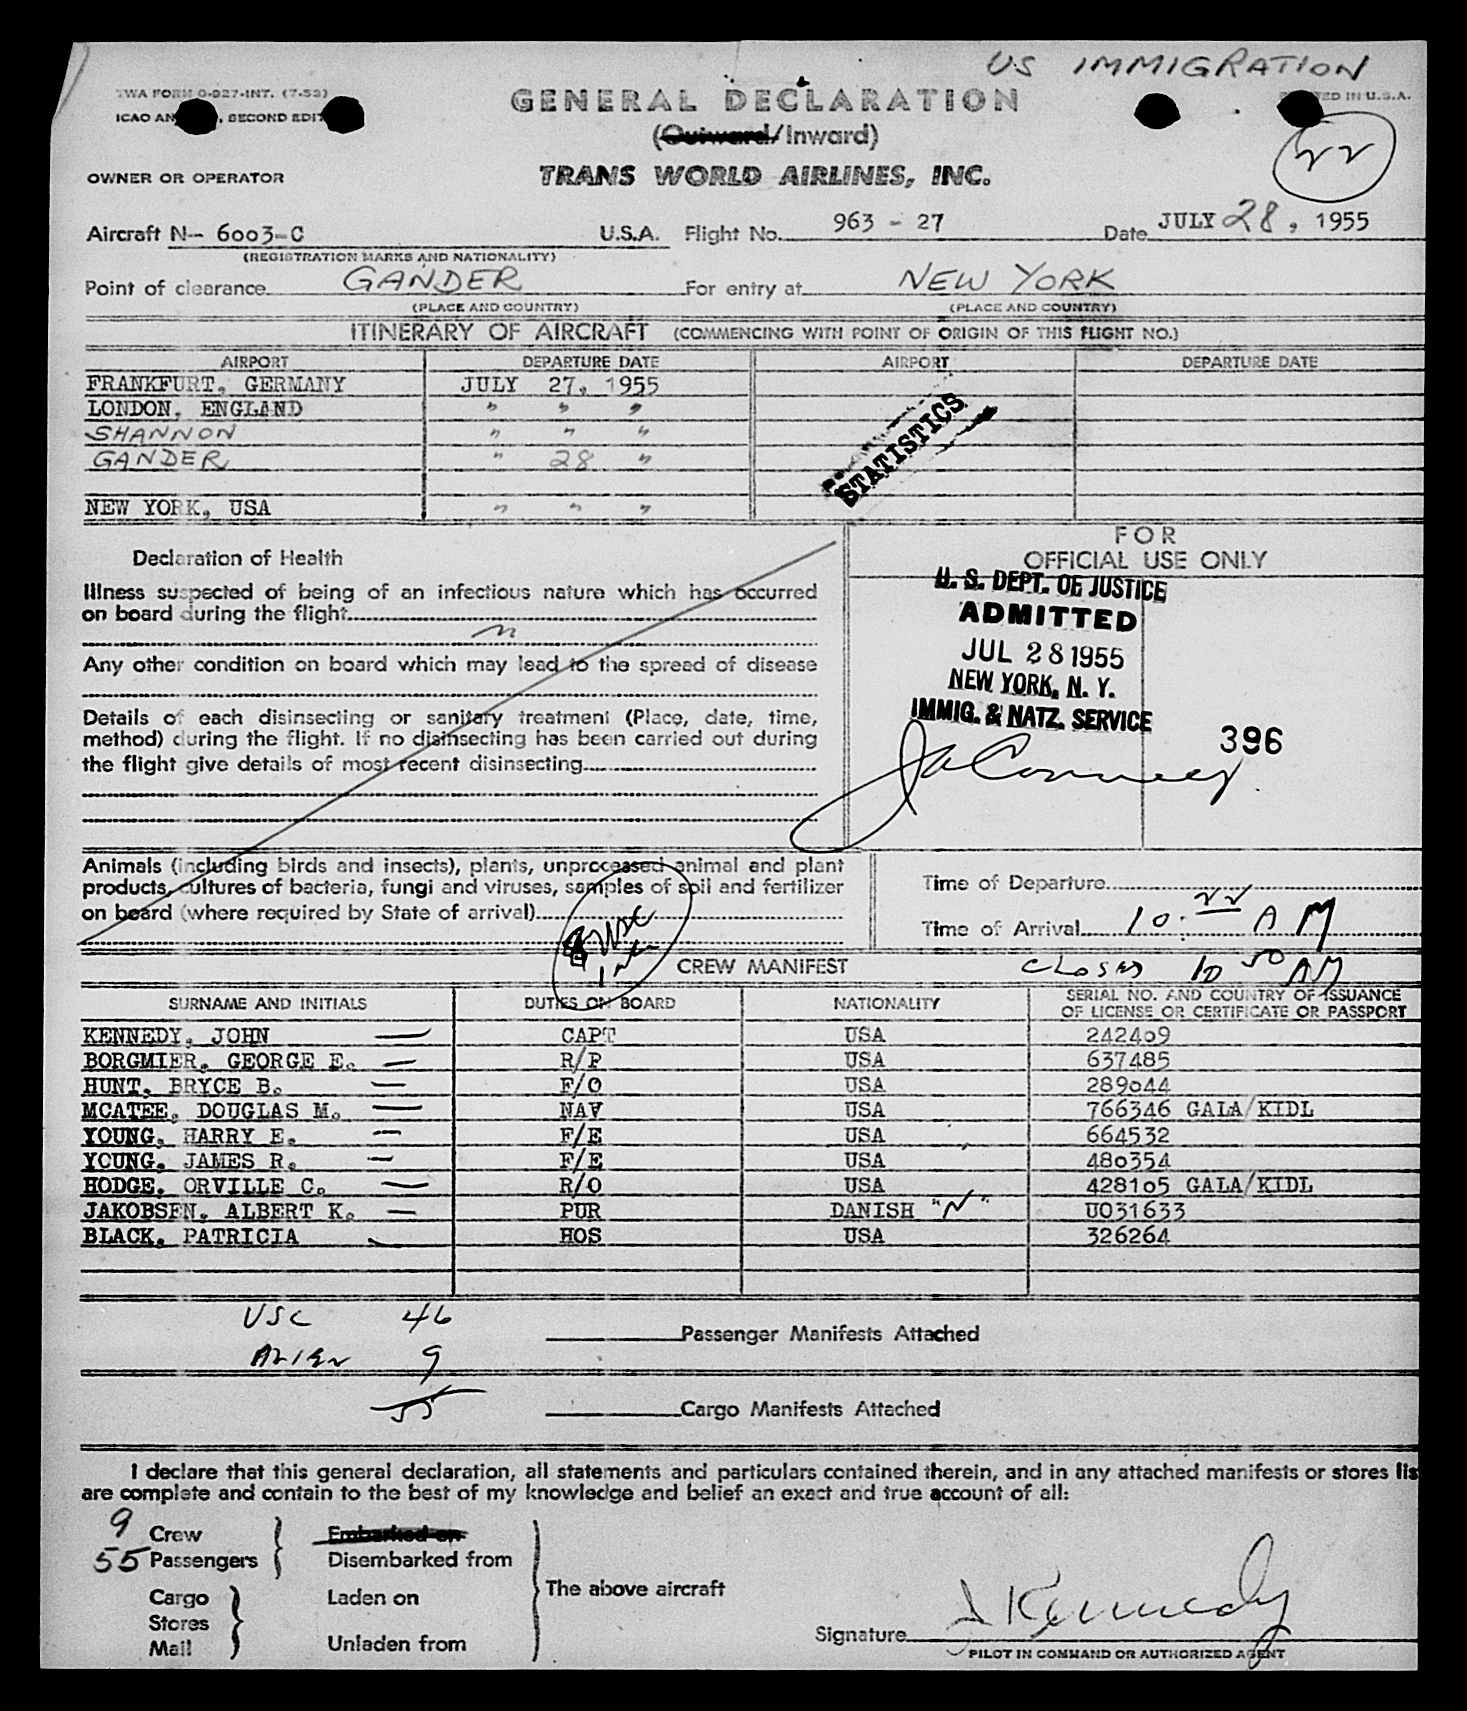 US IMMIGRATION
TWA FORM O-927-INT. (7-53)
ICAO AN , SECOND EDIT
IN U.S.A.
GENERAL DECLARATION
(Outward/Inward)
22
OWNER OR OPERATOR
TRANS WORLD AIRLINES, INC.
Aircraft N-- 6003-C U.S.A. Flight No. 963 - 27 Date JULY 28, 1955
(REGISTRATION MARKS AND NATIONALITY)
Point of clearance GANDER For entry at NEW YORK
(PLACE AND COUNTRY) (PLACE AND COUNTRY)
ITINERARY OF AIRCRAFT (COMMENCING WITH POINT OF ORIGIN OF THIS FLIGHT NO.)
AIRPORT DEPARTURE DATE AIRPORT DEPARTURE DATE
FRANKFURT, GERMANY JULY 27, 1955
LONDON, ENGLAND " " "
SHANNON " " "
GANDER " 28 "
NEW YORK, USA " " "
STATISTICS
FOR
OFFICIAL USE ONLY
Declaration of Health
Illness suspected of being of an infectious nature which has occurred
on board during the flight
n
Any other condition on board which may lead to the spread of disease
Details of each disinsecting or sanitary treatment (Place, date, time,
method) during the flight. If no disinsecting has been carried out during
the flight give details of most recent disinsecting
U. S. DEPT. OF JUSTICE
ADMITTED
JUL 28 1955
NEW YORK, N. Y.
IMMIG. & NATZ. SERVICE
396
Animals (including birds and insects), plants, unprocessed animal and plant
products, cultures of bacteria, fungi and viruses, samples of soil and fertilizer
on board (where required by State of arrival)
Time of Departure
Time of Arrival 10:22 AM
8 USC
CREW MANIFEST
CLOSED 10 50 AM
SURNAME AND INITIALS DUTIES ON BOARD NATIONALITY SERIAL NO. AND COUNTRY OF ISSUANCE
OF LICENSE OR CERTIFICATE OR PASSPORT
KENNEDY, JOHN CAPT USA 242409
BORGMIER, GEORGE E. R/P USA 637485
HUNT, BRYCE B. F/O USA 289044
MCATEE, DOUGLAS M. NAV USA 766346 GALA/KIDL
YOUNG, HARRY E. F/E USA 664532
YOUNG, JAMES R. F/E USA 480354
HODGE, ORVILLE C. R/O USA 428105 GALA/KIDL
JAKOBSEN, ALBERT K. PUR DANISH "N" U031633
BLACK, PATRICIA HOS USA 326264
USC 46
Passenger Manifests Attached
ALIEN 9
55
Cargo Manifests Attached
I declare that this general declaration, all statements and particulars contained therein, and in any attached manifests or stores lis
are complete and contain to the best of my knowledge and belief an exact and true account of all:
9 Crew Embarked on
55 Passengers Disembarked from
The above aircraft
Cargo Laden on
Stores
Mail Unladen from
Signature J Kennedy
PILOT IN COMMAND OR AUTHORIZED AGENT